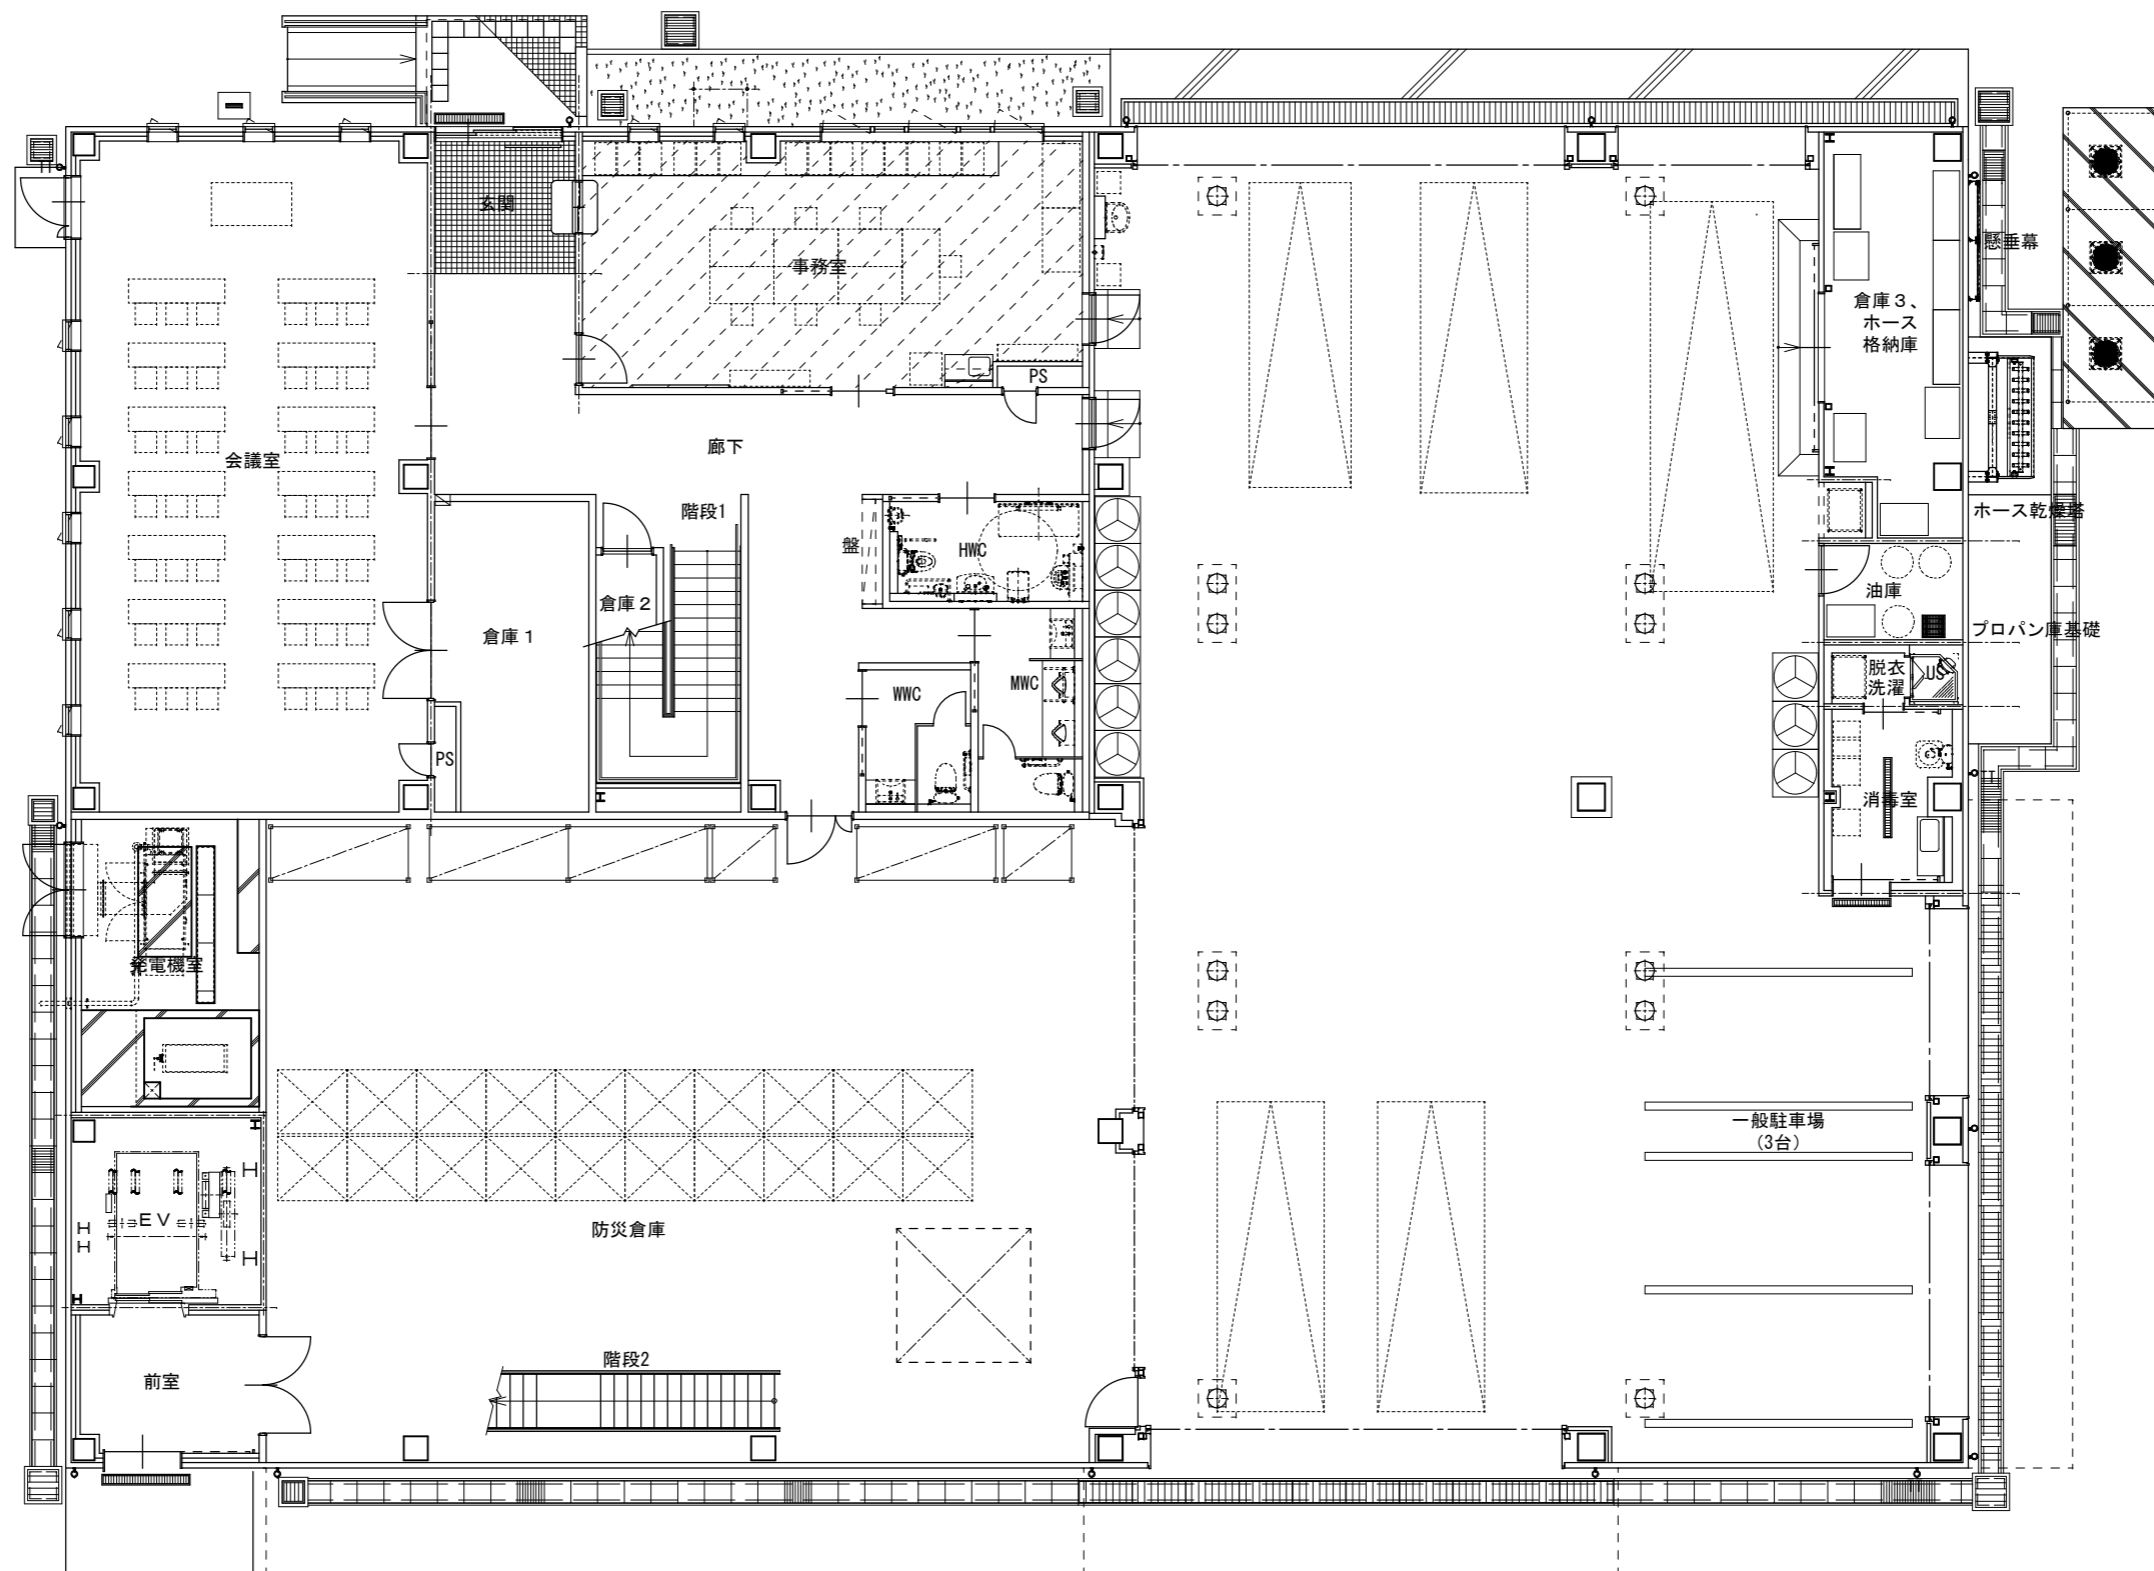 玄関
事務室
懸垂幕
倉庫３、
ホース
格納庫
PS
廊下
会議室
階段1
ホース乾燥塔
盤
HWC
倉庫２
油庫
倉庫１
プロパン庫基礎
脱衣
洗濯
US
WWC
MWC
PS
消毒室
発電機室
一般駐車場
(3台)
ＥＶ
防災倉庫
階段2
前室